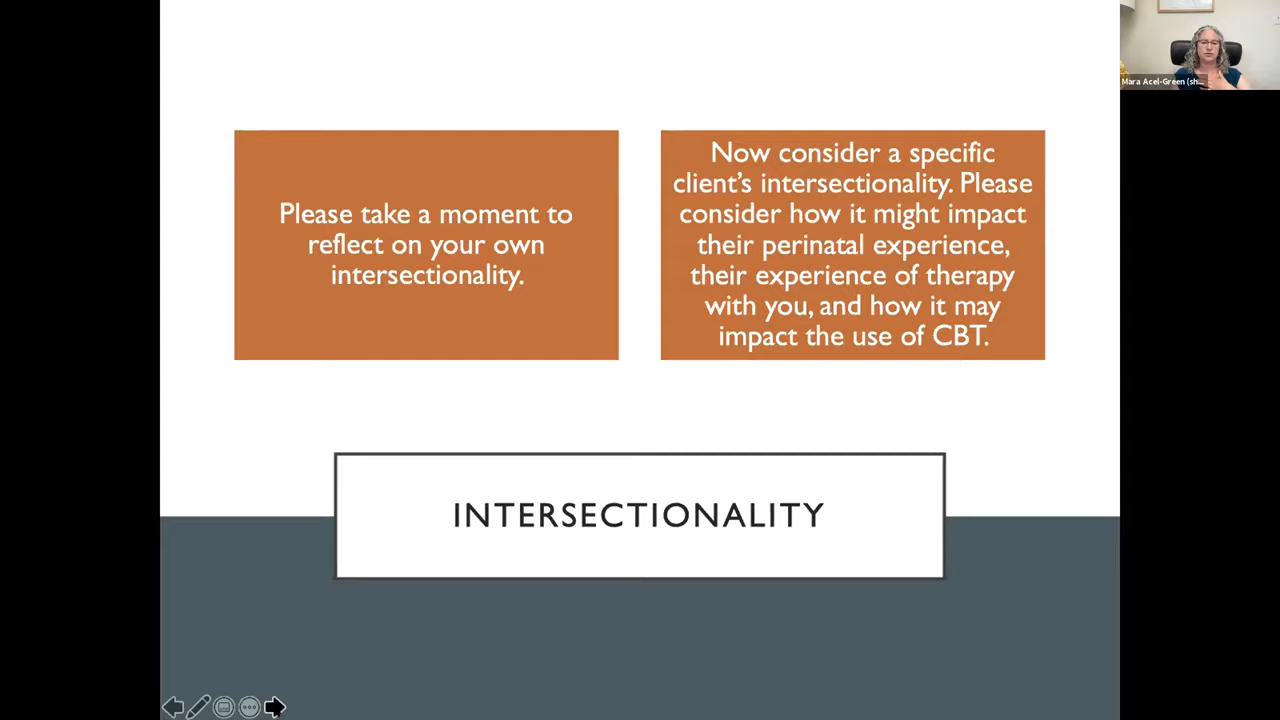 Please take a moment to
reflect on your own
intersectionality.
Now consider a specific
client's intersectionality. Please
consider how it might impact
their perinatal experience,
their experience of therapy
with you, and how it may
impact the use of CBT.
INTERSECTIONALITY
Mara Acel-Green (sh...